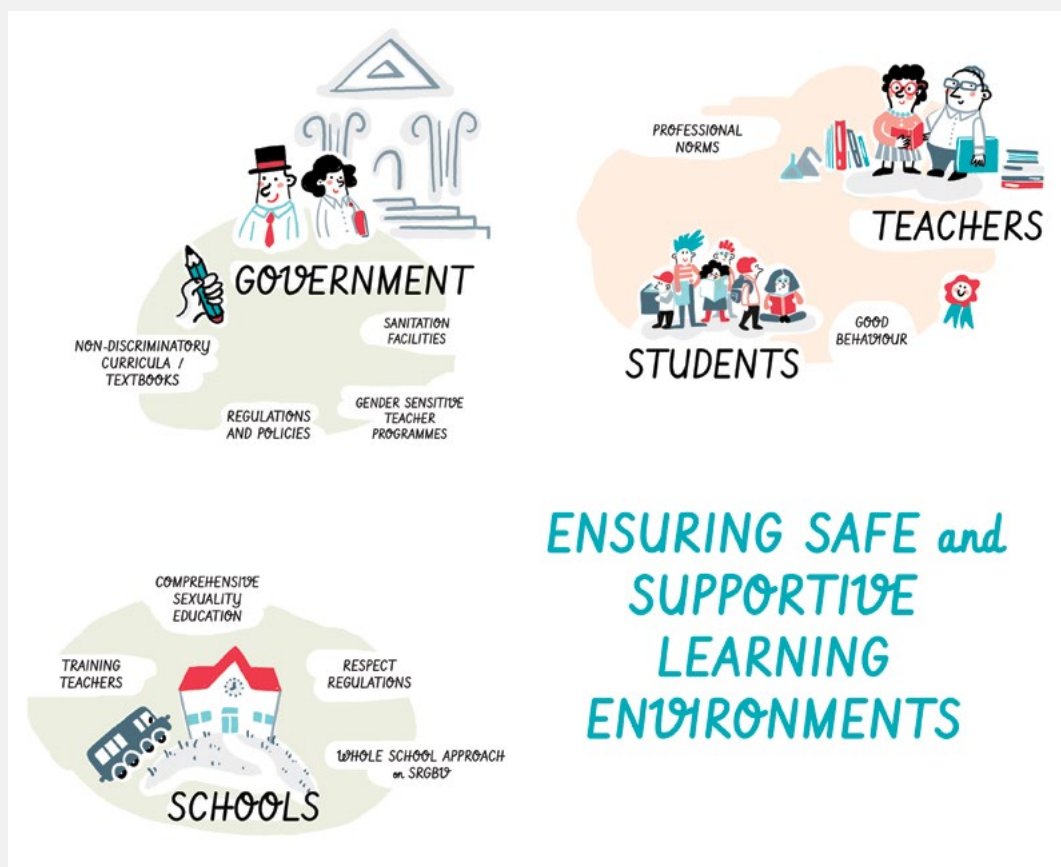 GOVERNMENT
NON-DISCRIMINATORY
CURRICULA /
TEXTBOOKS
SANITATION
FACILITIES
REGULATIONS
AND POLICIES
GENDER SENSITIVE
TEACHER
PROGRAMMES
PROFESSIONAL
NORMS
TEACHERS
STUDENTS
GOOD
BEHAVIOUR
COMPREHENSIVE
SEXUALITY
EDUCATION
TRAINING
TEACHERS
RESPECT
REGULATIONS
WHOLE SCHOOL APPROACH
on SRGBV
SCHOOLS
ENSURING SAFE and
SUPPORTIVE
LEARNING
ENVIRONMENTS